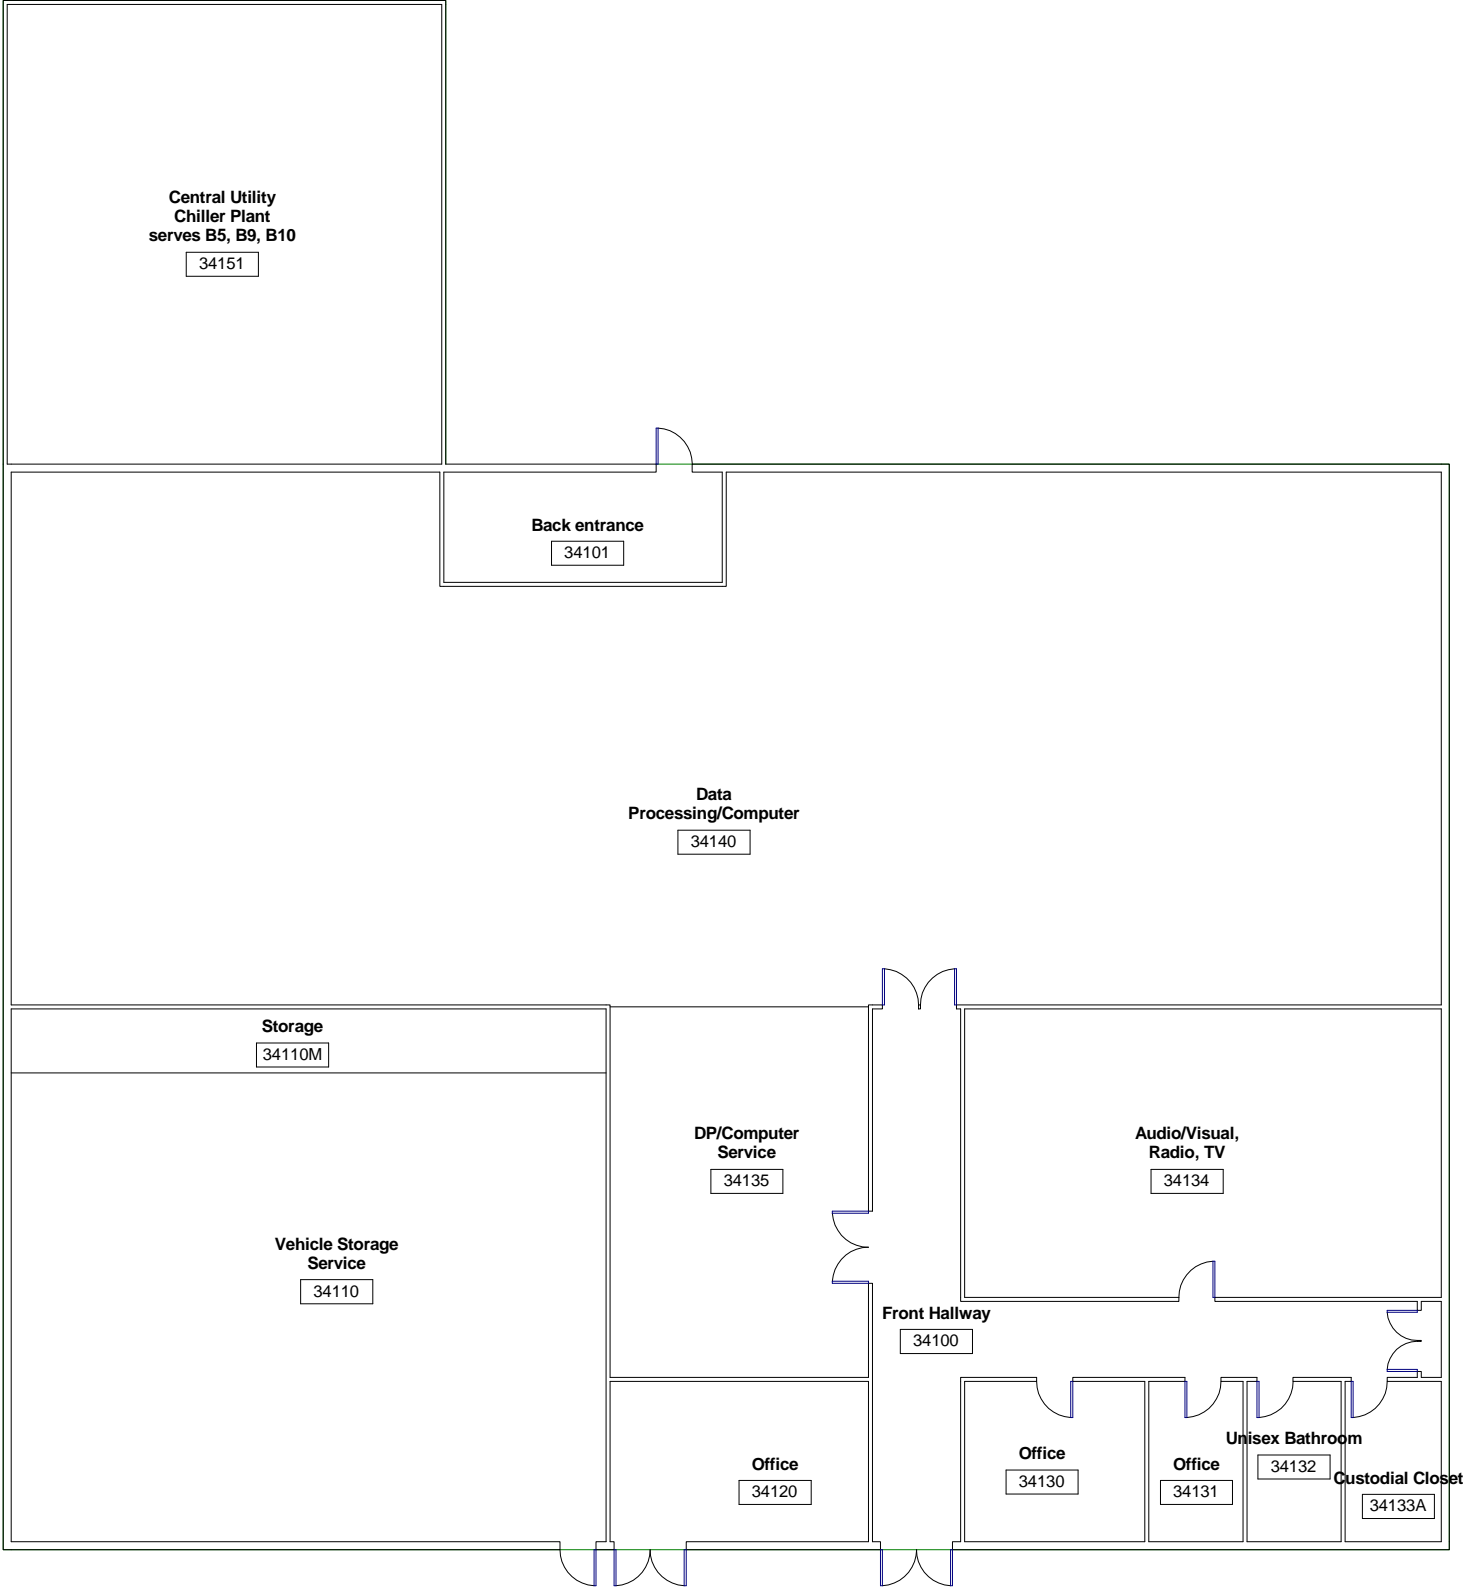 Central Utility
Chiller Plant
serves B5, B9, B10
34151
Back entrance
34101
Data
Processing/Computer
34140
Storage
34110M
DP/Computer
Service
34135
Audio/Visual,
Radio, TV
34134
Vehicle Storage
Service
34110
Front Hallway
34100
Office
34120
Office
34130
Office
34131
Unisex Bathroom
34132
Custodial Closet
34133A